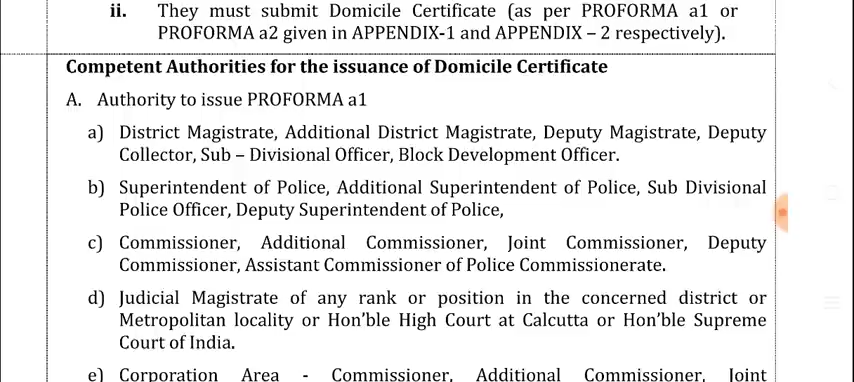 ii. They must submit Domicile Certificate (as per PROFORMA a1 or
PROFORMA a2 given in APPENDIX-1 and APPENDIX – 2 respectively).
Competent Authorities for the issuance of Domicile Certificate
A. Authority to issue PROFORMA a1
a) District Magistrate, Additional District Magistrate, Deputy Magistrate, Deputy
Collector, Sub – Divisional Officer, Block Development Officer.
b) Superintendent of Police, Additional Superintendent of Police, Sub Divisional
Police Officer, Deputy Superintendent of Police,
c) Commissioner, Additional Commissioner, Joint Commissioner, Deputy
Commissioner, Assistant Commissioner of Police Commissionerate.
d) Judicial Magistrate of any rank or position in the concerned district or
Metropolitan locality or Hon'ble High Court at Calcutta or Hon'ble Supreme
Court of India.
e) Corporation Area - Commissioner, Additional Commissioner, Joint